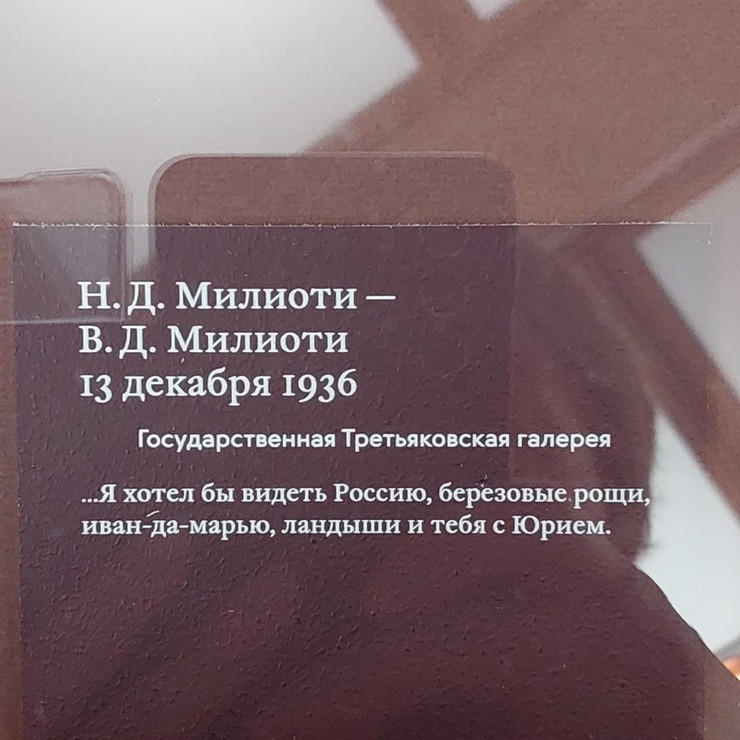 Н. Д. Милиоти —
В. Д. Милиоти
13 декабря 1936
Государственная Третьяковская галерея
...Я хотел бы видеть Россию, березовые рощи,
иван-да-марью, ландыши и тебя с Юрием.